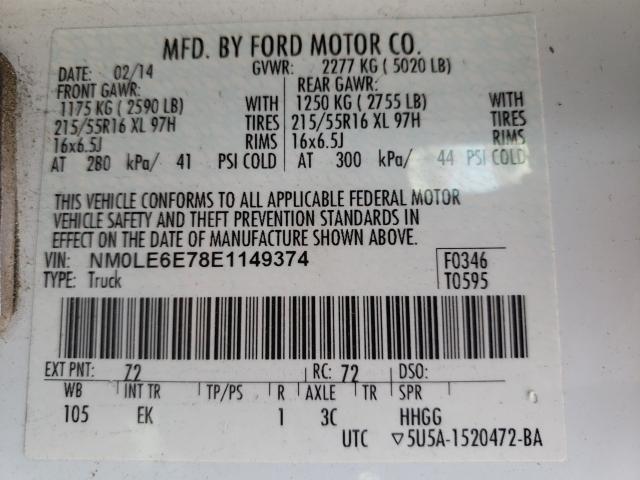 MFD. BY FORD MOTOR CO.
DATE: 02/14 GVWR: 2277 KG (5020 LB)
FRONT GAWR: REAR GAWR:
1175 KG (2590 LB) WITH 1250 KG (2755 LB) WITH
215/55R16 XL 97H TIRES 215/55R16 XL 97H TIRES
16x6.5J RIMS 16x6.5J RIMS
AT 280 kPa/ 41 PSI COLD AT 300 kPa/ 44 PSI COLD
THIS VEHICLE CONFORMS TO ALL APPLICABLE FEDERAL MOTOR
VEHICLE SAFETY AND THEFT PREVENTION STANDARDS IN
EFFECT ON THE DATE OF MANUFACTURE SHOWN ABOVE.
VIN: NM0LE6E78E1149374 F0346
TYPE: Truck T0595
EXT PNT: 72 RC: 72 DSO:
WB INT TR TP/PS R AXLE TR SPR
105 EK 1 3C HHGG
UTC ▽5U5A-1520472-BA